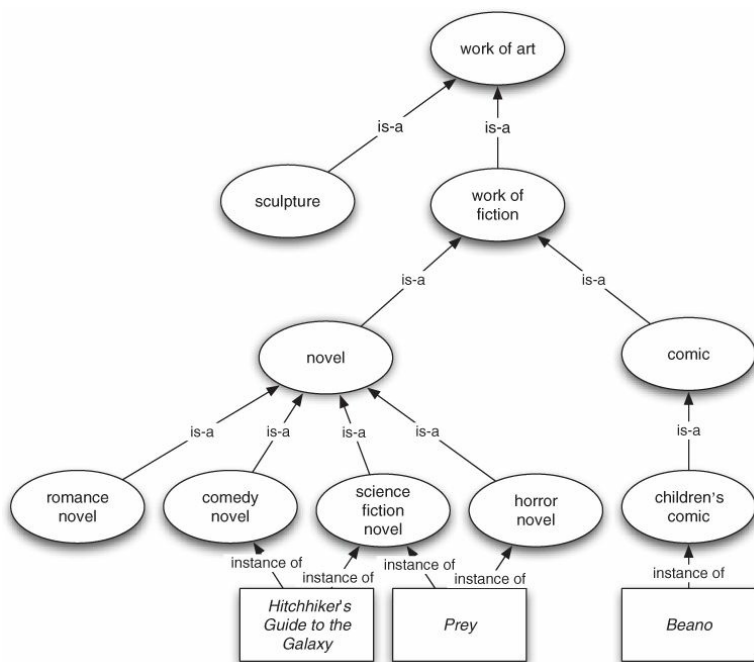 work of art
is-a
is-a
sculpture
work of
fiction
is-a
is-a
novel
comic
is-a
is-a
is-a
is-a
is-a
romance
novel
comedy
novel
science
fiction
novel
horror
novel
children's
comic
instance of
instance of
instance of
instance of
instance of
Hitchhiker's
Guide to the
Galaxy
Prey
Beano